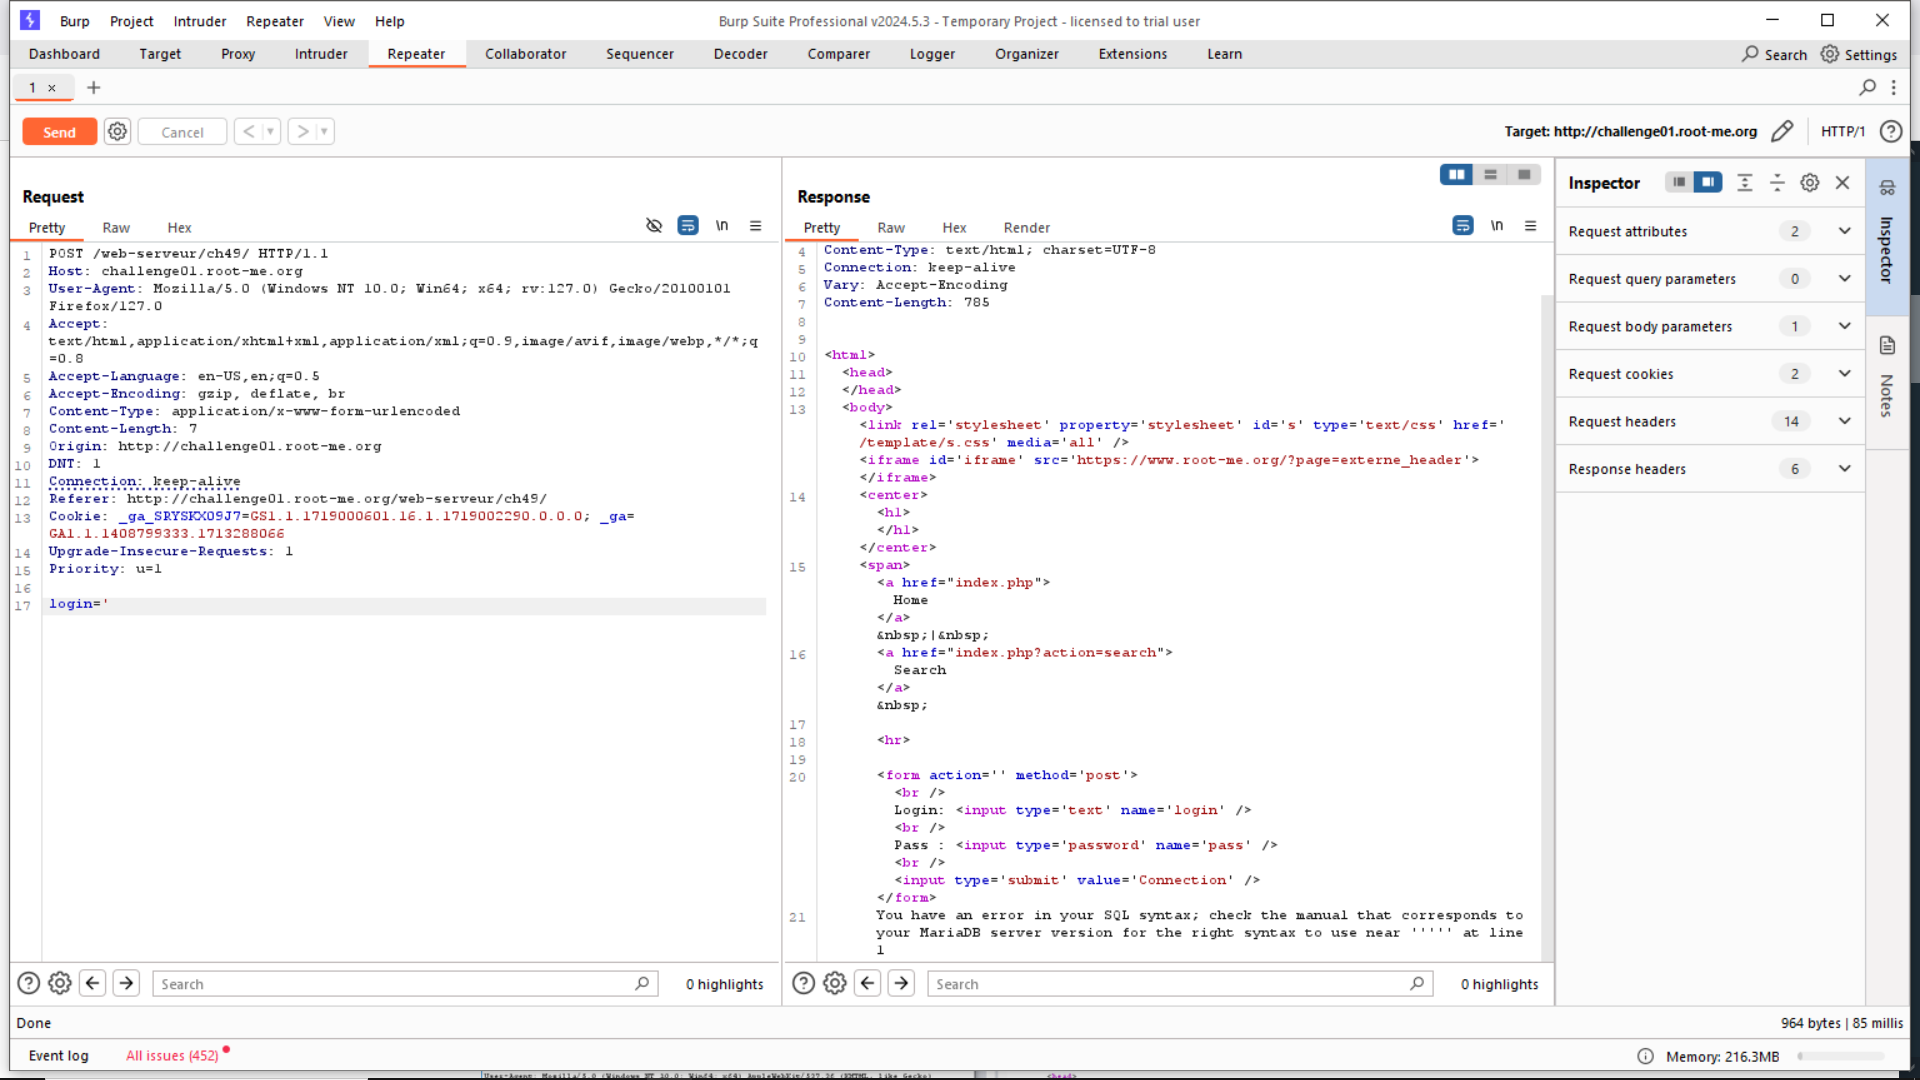 Burp Project Intruder Repeater View Help Burp Suite Professional v2024.5.3 - Temporary Project - licensed to trial user
Dashboard Target Proxy Intruder Repeater Collaborator Sequencer Decoder Comparer Logger Organizer Extensions Learn Search Settings
1 × +
Send Cancel < > Target: http://challenge01.root-me.org HTTP/1
Request
Pretty Raw Hex \n
1 POST /web-serveur/ch49/ HTTP/1.1
2 Host: challenge01.root-me.org
3 User-Agent: Mozilla/5.0 (Windows NT 10.0; Win64; x64; rv:127.0) Gecko/20100101
Firefox/127.0
4 Accept:
text/html,application/xhtml+xml,application/xml;q=0.9,image/avif,image/webp,*/*;q
=0.8
5 Accept-Language: en-US,en;q=0.5
6 Accept-Encoding: gzip, deflate, br
7 Content-Type: application/x-www-form-urlencoded
8 Content-Length: 7
9 Origin: http://challenge01.root-me.org
10 DNT: 1
11 Connection: keep-alive
12 Referer: http://challenge01.root-me.org/web-serveur/ch49/
13 Cookie: _ga_SRYSKX09J7=GS1.1.1719000601.16.1.1719002290.0.0.0; _ga=
GA1.1.1408799333.1713288066
14 Upgrade-Insecure-Requests: 1
15 Priority: u=1
16
17 login='
Search 0 highlights
Response
Pretty Raw Hex Render \n
4 Content-Type: text/html; charset=UTF-8
5 Connection: keep-alive
6 Vary: Accept-Encoding
7 Content-Length: 785
8
9
10 <html>
11 <head>
12 </head>
13 <body>
<link rel='stylesheet' property='stylesheet' id='s' type='text/css' href='
/template/s.css' media='all' />
<iframe id='iframe' src='https://www.root-me.org/?page=externe_header'>
</iframe>
14 <center>
<h1>
</h1>
</center>
15 <span>
<a href="index.php">
Home
</a>
&nbsp;|&nbsp;
16 <a href="index.php?action=search">
Search
</a>
&nbsp;
17
18 <hr>
19
20 <form action='' method='post'>
<br />
Login: <input type='text' name='login' />
<br />
Pass : <input type='password' name='pass' />
<br />
<input type='submit' value='Connection' />
</form>
21 You have an error in your SQL syntax; check the manual that corresponds to
your MariaDB server version for the right syntax to use near ''''' at line
1
Search 0 highlights
Inspector
Request attributes 2
Request query parameters 0
Request body parameters 1
Request cookies 2
Request headers 14
Response headers 6
Inspector
Notes
Done 964 bytes | 85 millis
Event log All issues (452) Memory: 216.3MB
User-Agent: Mozilla/5.0 (Windows NT 10.0; Win64; x64) AppleWebKit/537.36 (KHTML, like Gecko)
<head>